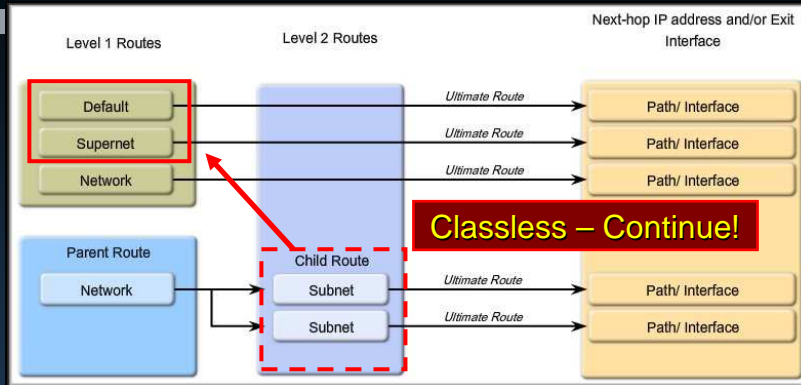 Level 1 Routes
Level 2 Routes
Next-hop IP address and/or Exit
Interface
Default
Ultimate Route
Path/ Interface
Supernet
Ultimate Route
Path/ Interface
Network
Ultimate Route
Path/ Interface
Classless – Continue!
Parent Route
Child Route
Network
Subnet
Ultimate Route
Path/ Interface
Subnet
Ultimate Route
Path/ Interface